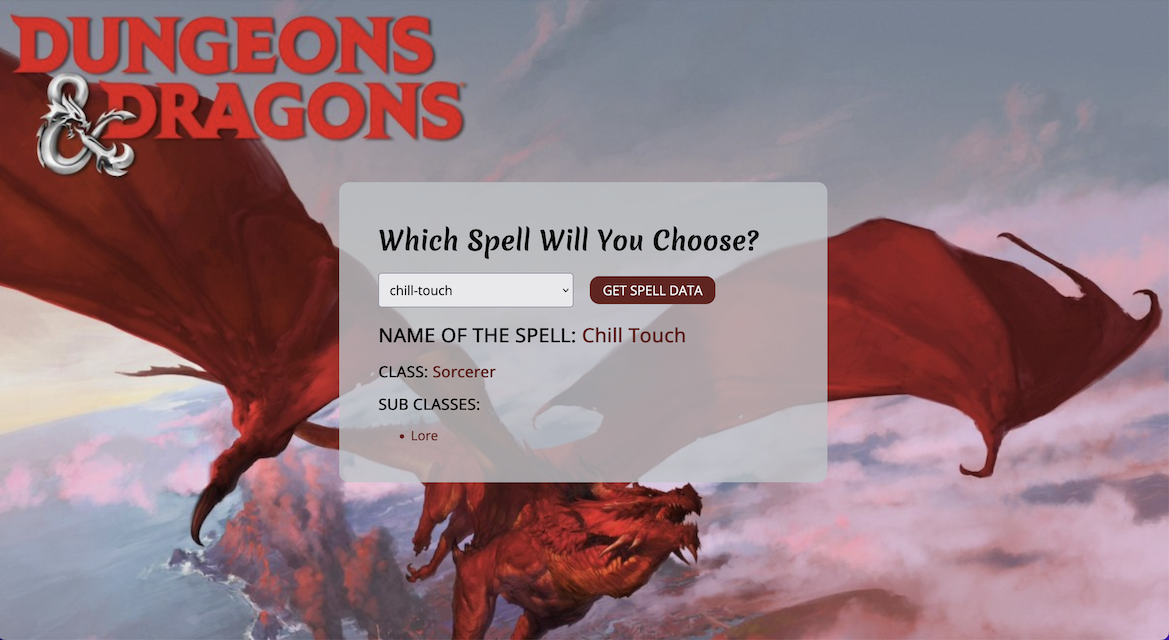 DUNGEONS
& DRAGONS
Which Spell Will You Choose?
chill-touch GET SPELL DATA
NAME OF THE SPELL: Chill Touch
CLASS: Sorcerer
SUB CLASSES:
• Lore